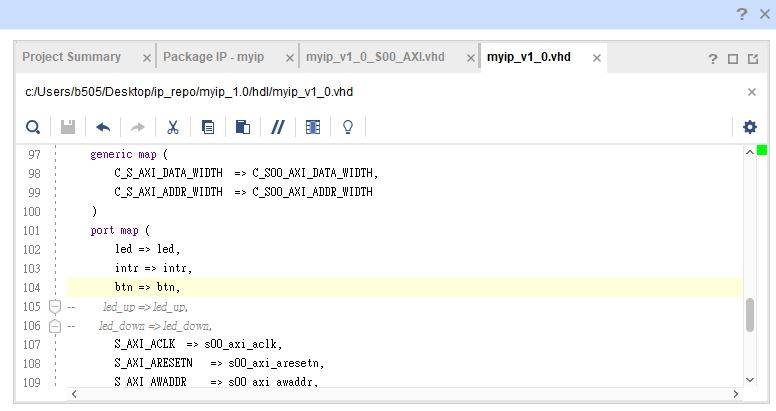 Project Summary × Package IP - myip × myip_v1_0_S00_AXI.vhd × myip_v1_0.vhd ×
c:/Users/b505/Desktop/ip_repo/myip_1.0/hdl/myip_v1_0.vhd
97 generic map (
98 C_S_AXI_DATA_WIDTH => C_S00_AXI_DATA_WIDTH,
99 C_S_AXI_ADDR_WIDTH => C_S00_AXI_ADDR_WIDTH
100 )
101 port map (
102 led => led,
103 intr => intr,
104 btn => btn,
105 -- led_up => led_up,
106 -- led_down => led_down,
107 S_AXI_ACLK => s00_axi_aclk,
108 S_AXI_ARESETN => s00_axi_aresetn,
109 S_AXI_AWADDR => s00_axi_awaddr,